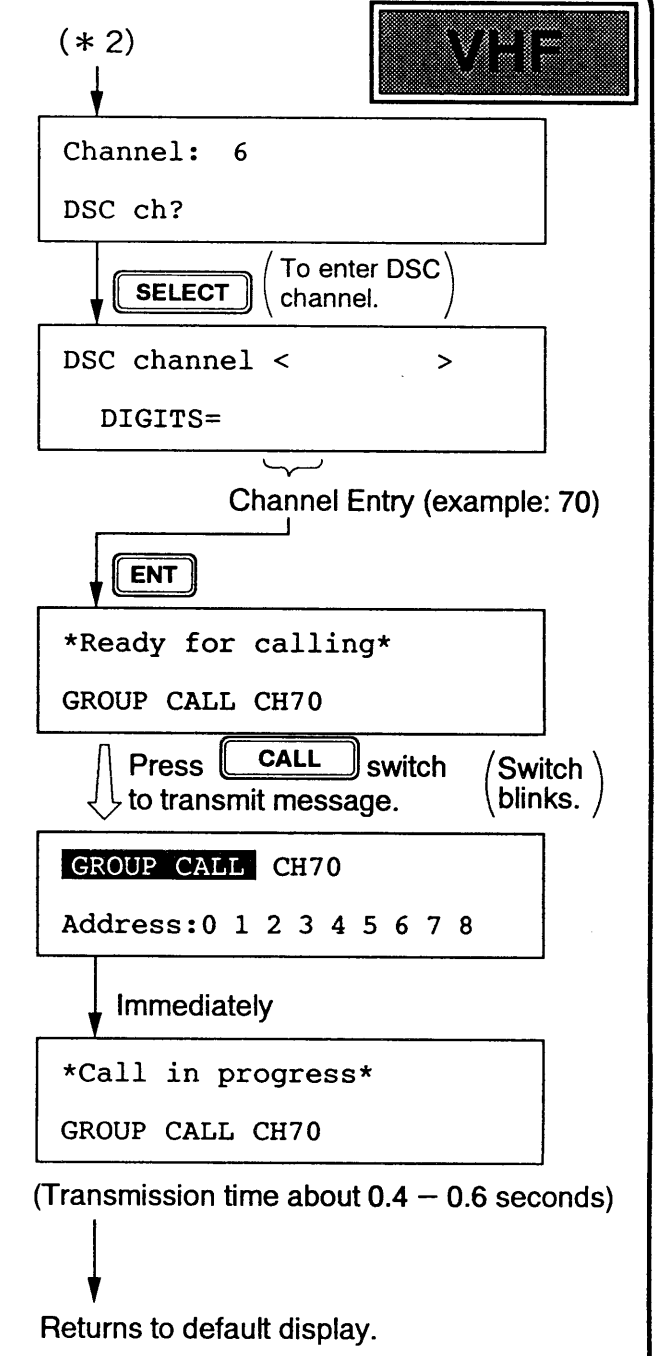 (* 2)
VHF
Channel: 6
DSC ch?
SELECT
(To enter DSC
channel.)
DSC channel < >
DIGITS=
Channel Entry (example: 70)
ENT
*Ready for calling*
GROUP CALL CH70
Press CALL switch
to transmit message.
(Switch
blinks.)
GROUP CALL CH70
Address:0 1 2 3 4 5 6 7 8
Immediately
*Call in progress*
GROUP CALL CH70
(Transmission time about 0.4 – 0.6 seconds)
Returns to default display.